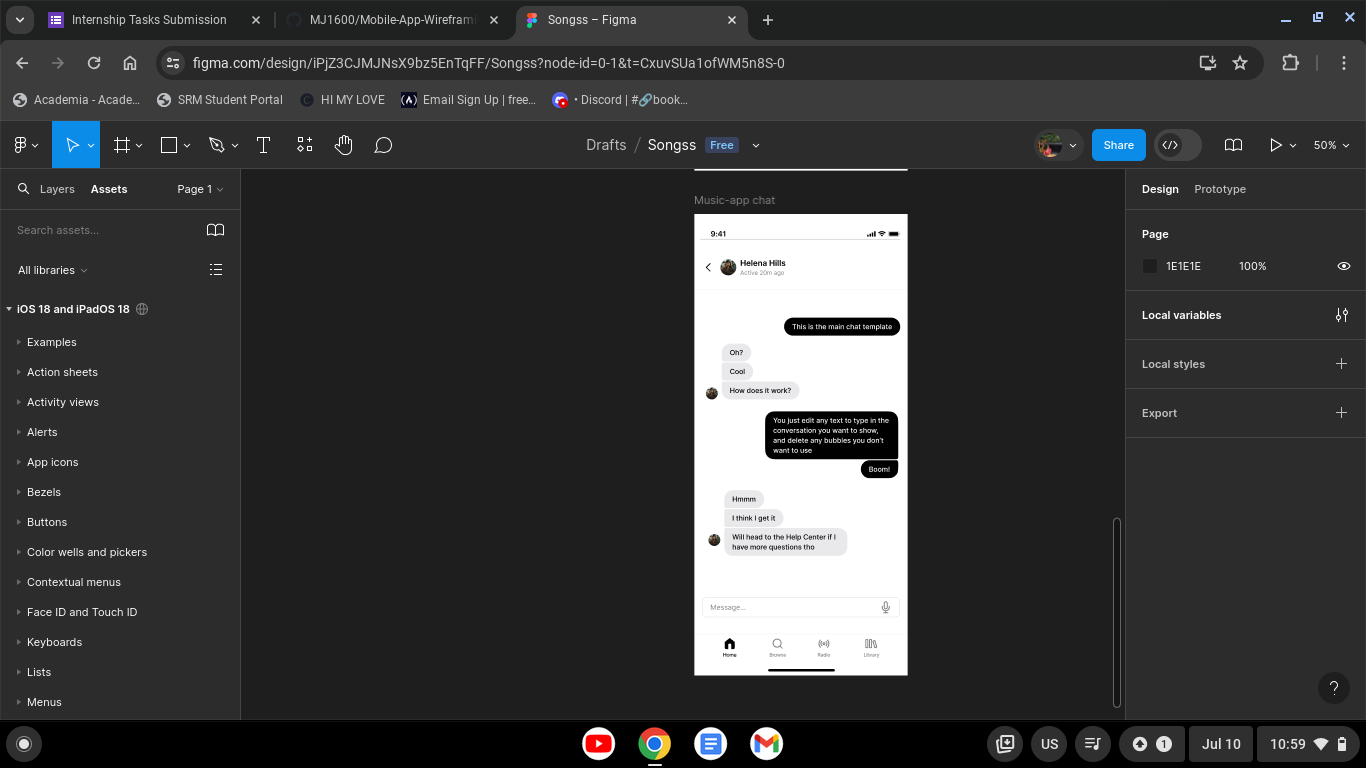 Internship Tasks Submission
MJ1600/Mobile-App-Wirefram
Songss – Figma
figma.com/design/iPjZ3CJMJNsX9bz5EnTqFF/Songss?node-id=0-1&t=CxuvSUa1ofWM5n8S-0
Academia - Acade...
SRM Student Portal
HI MY LOVE
Email Sign Up | free...
• Discord | #🔗book...
Drafts / Songss Free
Share
50%
Layers
Assets
Page 1
Design
Prototype
Search assets...
All libraries
iOS 18 and iPadOS 18
Examples
Action sheets
Activity views
Alerts
App icons
Bezels
Buttons
Color wells and pickers
Contextual menus
Face ID and Touch ID
Keyboards
Lists
Menus
Music-app chat
9:41
Helena Hills
Active 20m ago
This is the main chat template
Oh?
Cool
How does it work?
You just edit any text to type in the
conversation you want to show,
and delete any bubbles you don't
want to use
Boom!
Hmmm
I think I get it
Will head to the Help Center if I
have more questions tho
Message...
Home
Browse
Radio
Library
Page
1E1E1E 100%
Local variables
Local styles
Export
?
US
1
Jul 10
10:59